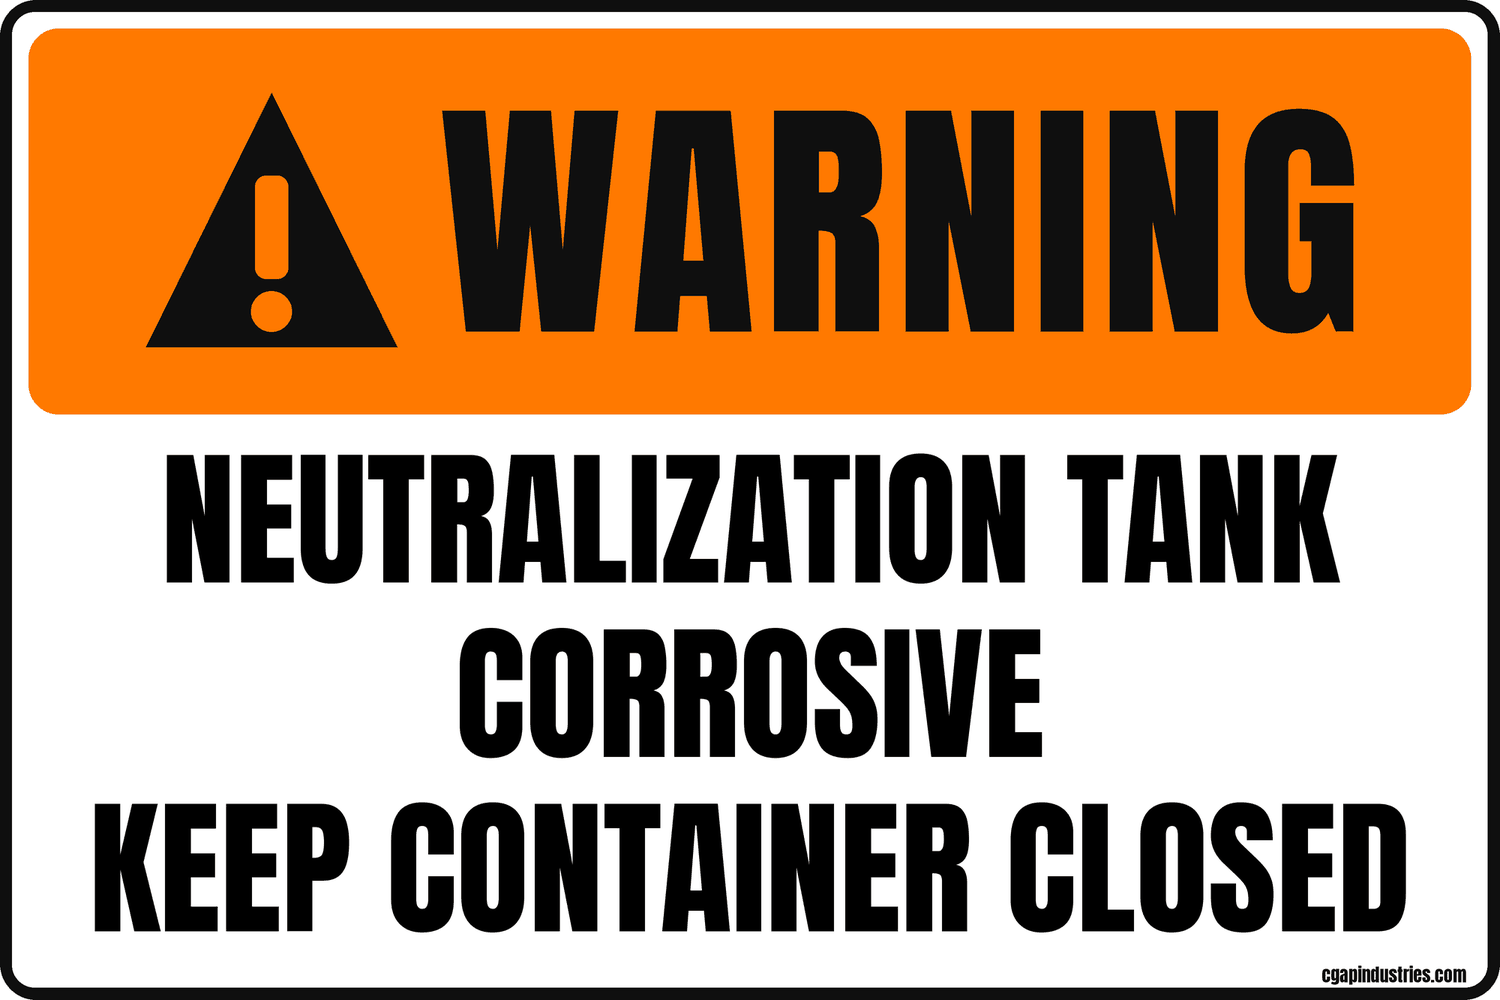 WARNING
NEUTRALIZATION TANK
CORROSIVE
KEEP CONTAINER CLOSED
cgapindustries.com